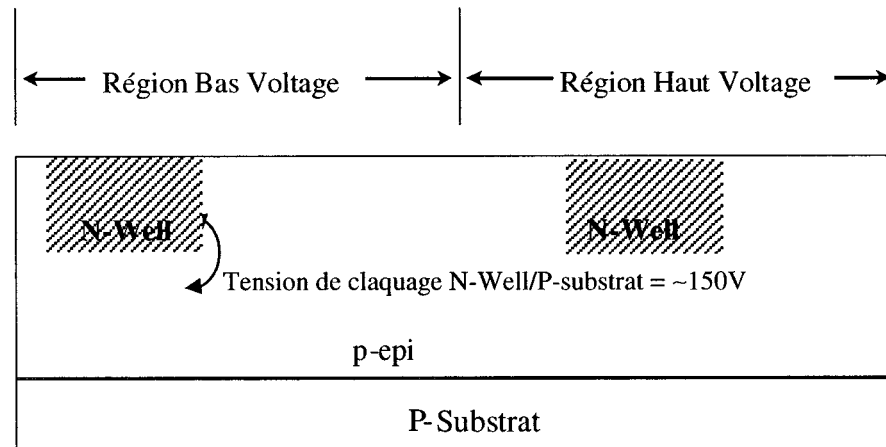 Région Bas Voltage
Région Haut Voltage
N-Well
N-Well
Tension de claquage N-Well/P-substrat = ~150V
p-epi
P-Substrat